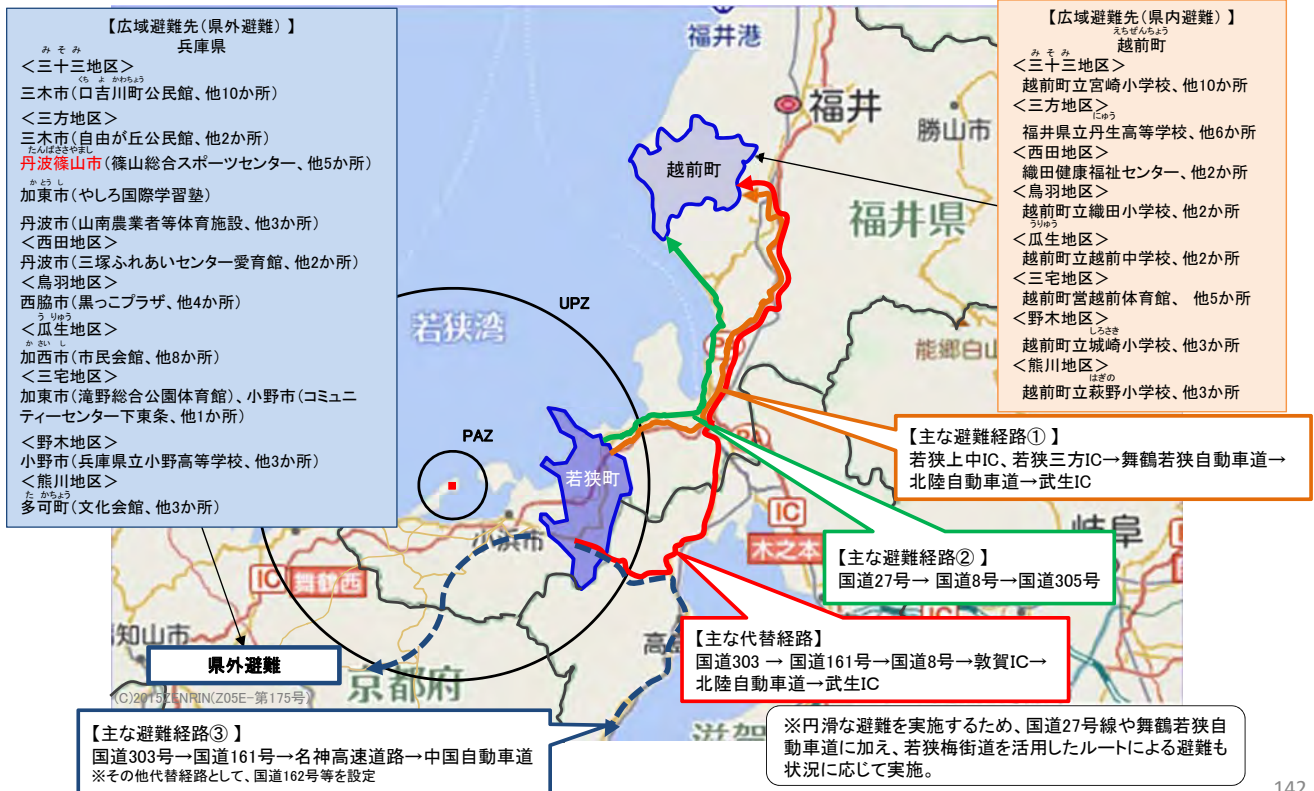 【広域避難先(県外避難) 】
兵庫県
みそみ
<三十三地区>
くち よ かわちょう
三木市(口吉川町公民館、他10か所)
<三方地区>
三木市(自由が丘公民館、他2か所)
たんばささやまし
丹波篠山市(篠山総合スポーツセンター、他5か所)
かとうし
加東市(やしろ国際学習塾)
丹波市(山南農業者等体育施設、他3か所)
<西田地区>
丹波市(三塚ふれあいセンター愛育館、他2か所)
<鳥羽地区>
西脇市(黒っこプラザ、他4か所)
うりゅう
<瓜生地区>
かさいし
加西市(市民会館、他8か所)
<三宅地区>
加東市(滝野総合公園体育館)、小野市(コミュニ
ティーセンター下東条、他1か所)
<野木地区>
小野市(兵庫県立小野高等学校、他3か所)
<熊川地区>
たかちょう
多可町(文化会館、他3か所)
【広域避難先(県内避難) 】
えちぜんちょう
越前町
みそみ
<三十三地区>
越前町立宮崎小学校、他10か所
<三方地区>
にゅう
福井県立丹生高等学校、他6か所
<西田地区>
織田健康福祉センター、他2か所
<鳥羽地区>
越前町立織田小学校、他2か所
うりゅう
<瓜生地区>
越前町立越前中学校、他2か所
<三宅地区>
越前町営越前体育館、 他5か所
<野木地区>
しろさき
越前町立城崎小学校、他3か所
<熊川地区>
はぎの
越前町立萩野小学校、他3か所
福井港
福井
勝山市
越前町
福井県
UPZ
若狭湾
能郷白山
PA
PAZ
若狭町
PA
小浜市
IC
木之本
岐阜
IC 舞鶴西
IC
知山市
高島
京都府
滋賀
県外避難
(C)2015ZENRIN(Z05E-第175号)
【主な避難経路① 】
若狭上中IC、若狭三方IC→舞鶴若狭自動車道→
北陸自動車道→武生IC
【主な避難経路② 】
国道27号→ 国道8号→国道305号
【主な代替経路】
国道303 → 国道161号→国道8号→敦賀IC→
北陸自動車道→武生IC
【主な避難経路③ 】
国道303号→国道161号→名神高速道路→中国自動車道
※その他代替経路として、国道162号等を設定
※円滑な避難を実施するため、国道27号線や舞鶴若狭自
動車道に加え、若狭梅街道を活用したルートによる避難も
状況に応じて実施。
142